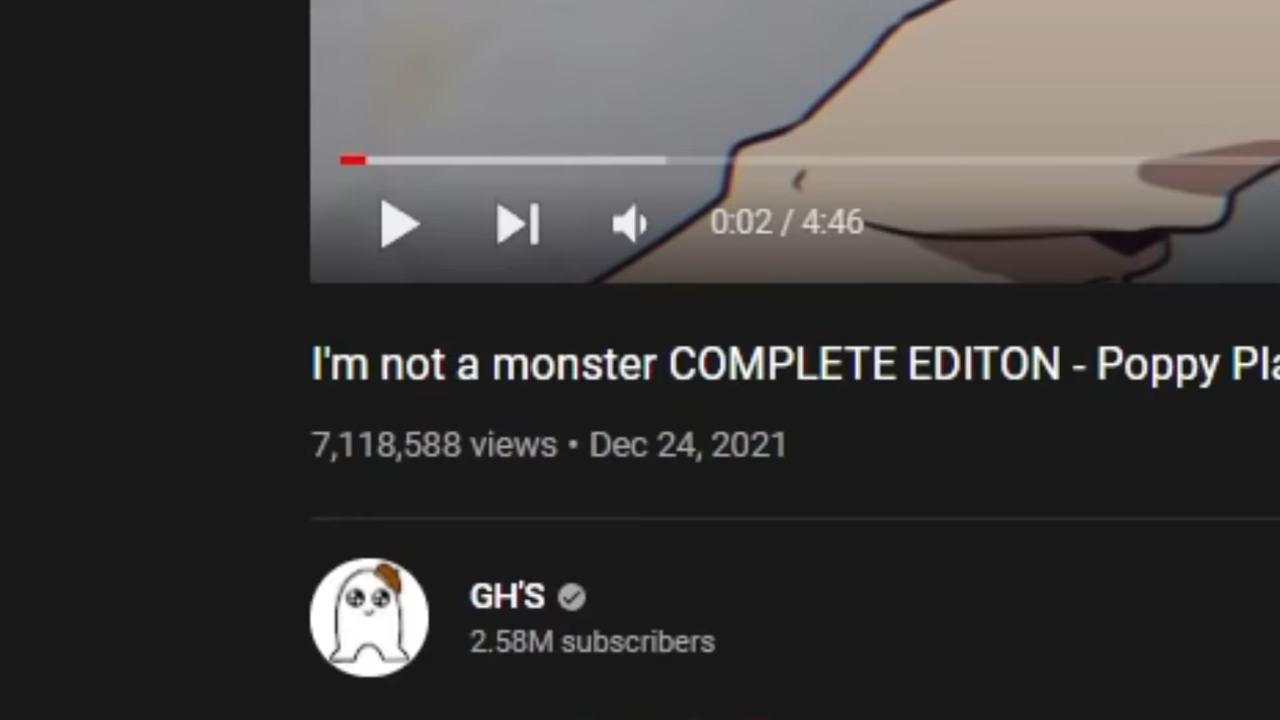 0:02 / 4:46
I'm not a monster COMPLETE EDITON - Poppy Pla
7,118,588 views • Dec 24, 2021
GH'S
2.58M subscribers